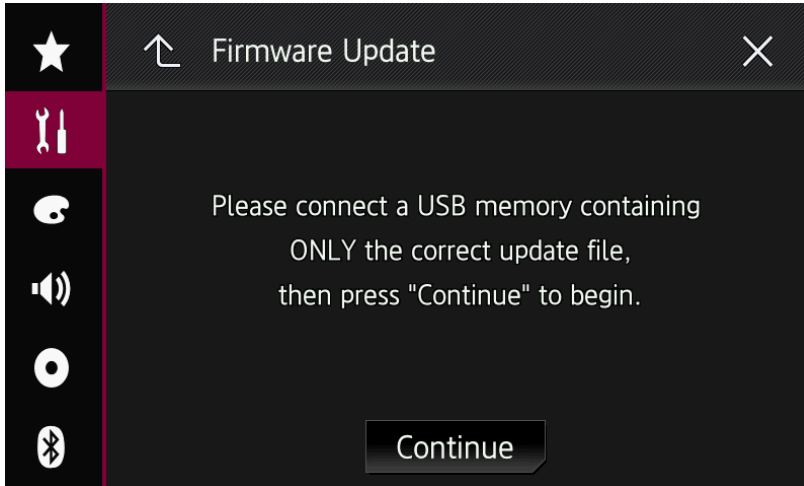 Firmware Update
Please connect a USB memory containing
ONLY the correct update file,
then press "Continue" to begin.
Continue